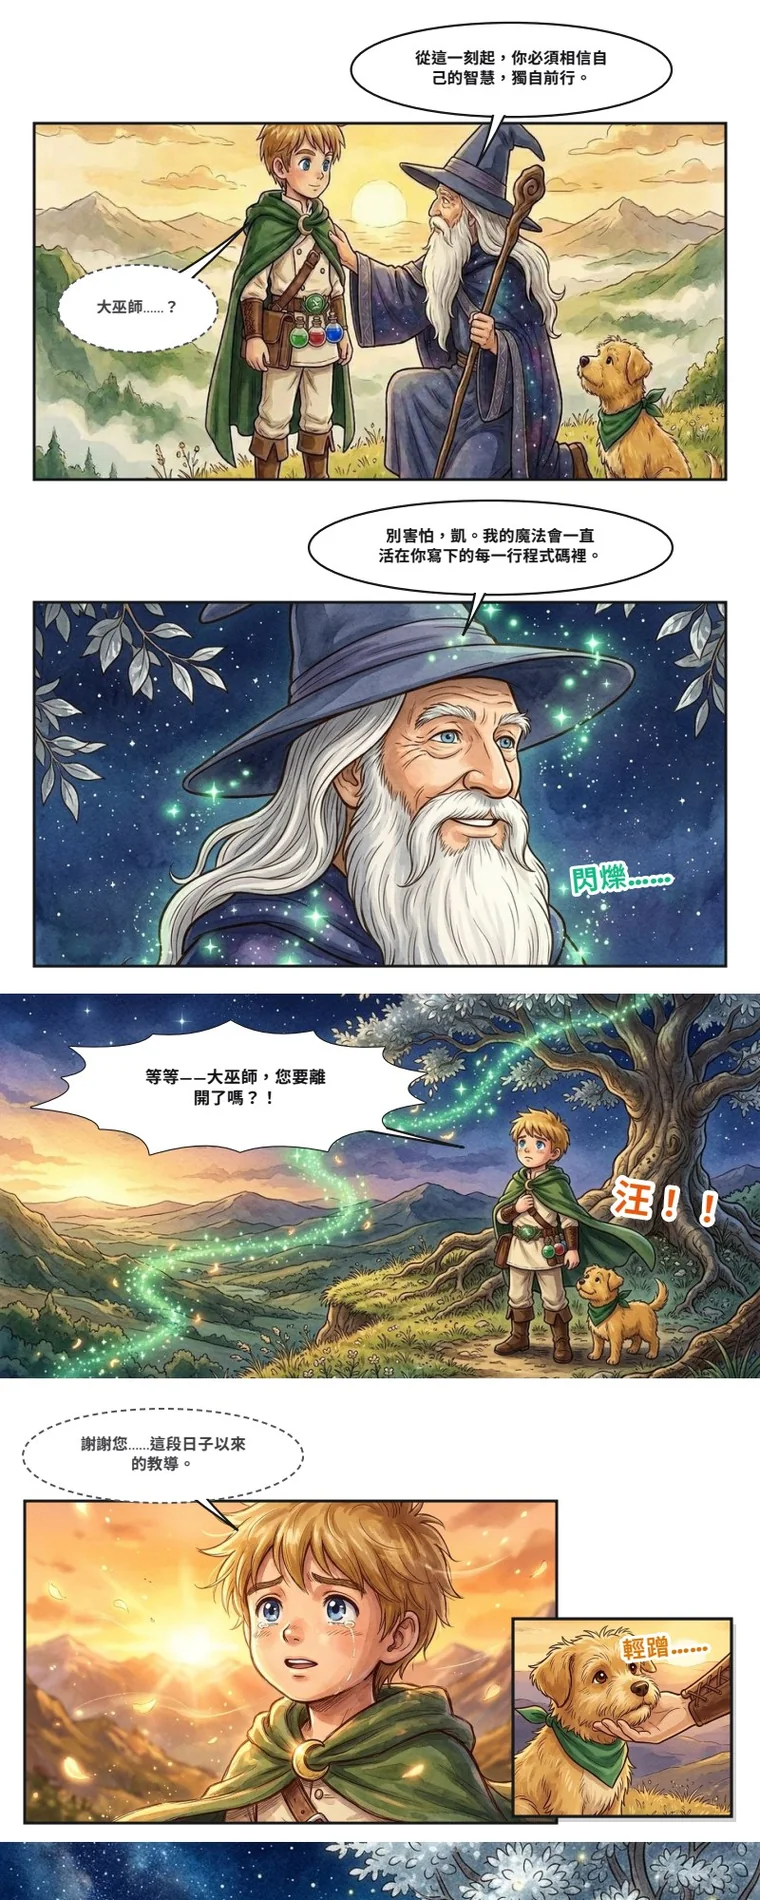 從這一刻起，你必須相信自
己的智慧，獨自前行。
大巫師……？
別害怕，凱。我的魔法會一直
活在你寫下的每一行程式碼裡。
閃爍……
等等——大巫師，您要離
開了嗎？！
汪！！
謝謝您……這段日子以來
的教導。
輕蹭……